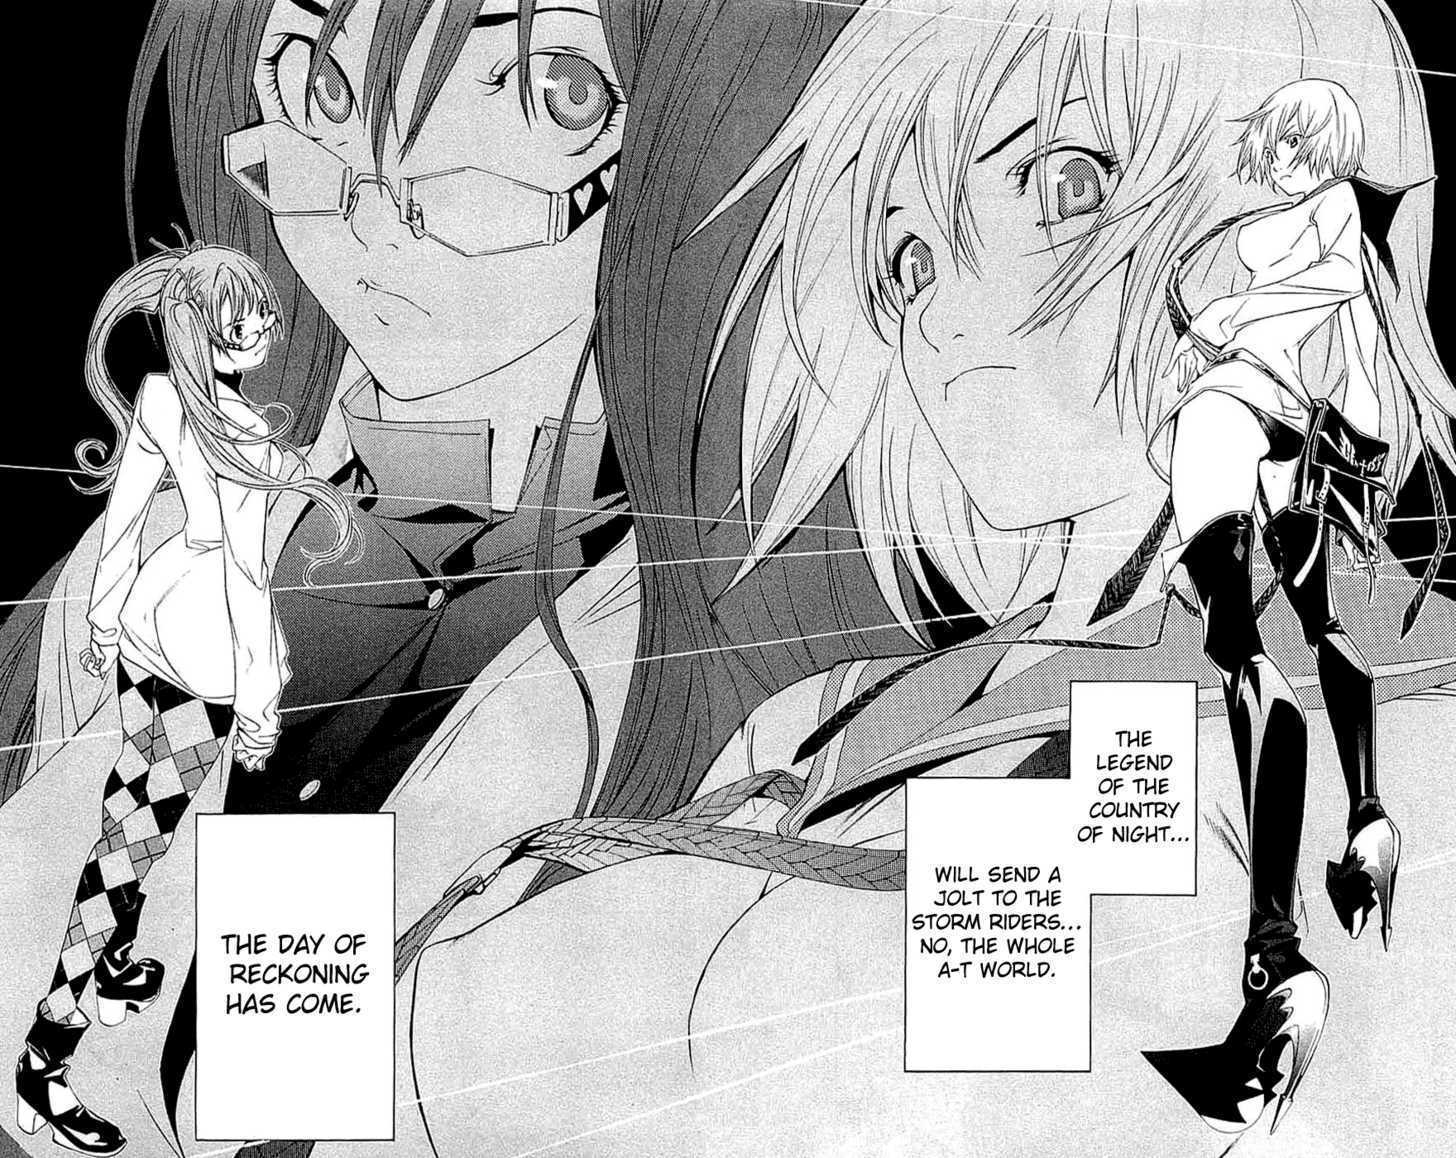 THE
LEGEND
OF THE
COUNTRY
OF NIGHT...
WILL SEND A
JOLT TO THE
STORM RIDERS...
NO, THE WHOLE
A-T WORLD.
THE DAY OF
RECKONING
HAS COME.